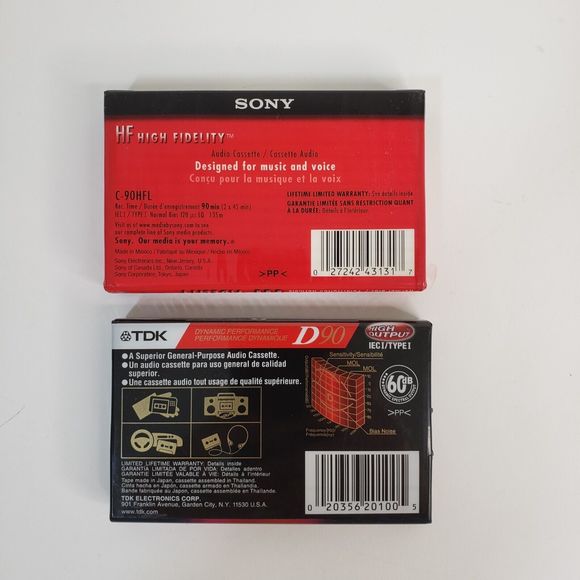 SONY
HF HIGH FIDELITY™
Audio Cassette / Cassette Audio
Designed for music and voice
Conçu pour la musique et la voix
C-90HFL
Rec. Time / Durée d'enregistrement 90 min (2 x 45 min)
IEC I / TYPE I · Normal Bias 120 µs EQ. 135m
Visit us at www.mediabysony.com to see our
complete line of Sony media products.
Sony. Our media is your memory.®
Made in Mexico / Fabriqué au Mexique / Hecho en México
Sony Electronics Inc., New Jersey, U.S.A.
Sony of Canada Ltd., Ontario, Canada
Sony Corporation, Tokyo, Japan
LIFETIME LIMITED WARRANTY: See details inside
GARANTIE LIMITÉE SANS RESTRICTION QUANT
À LA DURÉE: Détails à l'intérieur
>PP<
0 27242 43131 7
TDK
DYNAMIC PERFORMANCE
PERFORMANCE DYNAMIQUE
D90
HIGH OUTPUT
IECI/TYPEI
● A Superior General-Purpose Audio Cassette.
● Un audio cassette para uso general de calidad
superior.
● Une cassette audio tout usage de qualité supérieure.
Sensitivity/Sensibilité
MOL
MOL
Frequency(Hz)
Frequence(Hz)
Bias Noise
60dB
>PP<
LIMITED LIFETIME WARRANTY: Details inside
GARANTIA LIMITADA DE POR VIDA: Detalles adentro
GARANTIE LIMITÉE VALABLE A VIE: Détails à l'intérieur
Tape made in Japan, cassette assembled in Thailand.
Cinta hecha en Japón, cassette armado en Thailandia.
Bande fabriquée au Japon, cassette assemblée en Thaïlande.
TDK ELECTRONICS CORP.
901 Franklin Avenue, Garden City, N.Y. 11530 U.S.A.
www.tdk.com
0 20356 20100 5